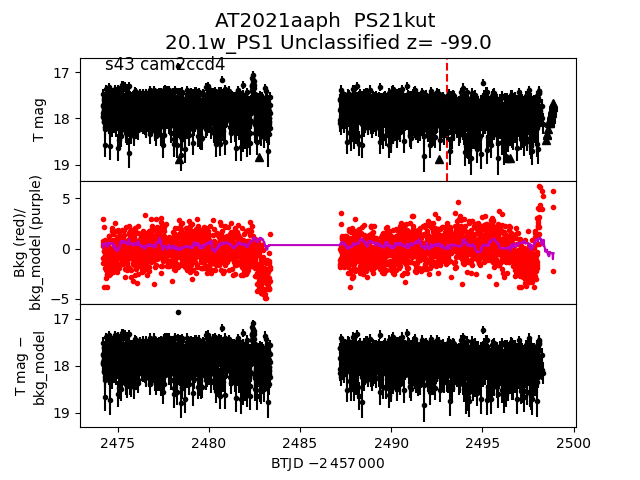 AT2021aaph  PS21kut
20.1w_PS1 Unclassified z= -99.0
s43 cam2ccd4
17
18
19
T mag
5
0
−5
Bkg (red)/
bkg_model (purple)
17
18
19
T mag −
bkg_model
2475
2480
2485
2490
2495
2500
BTJD −2 457 000